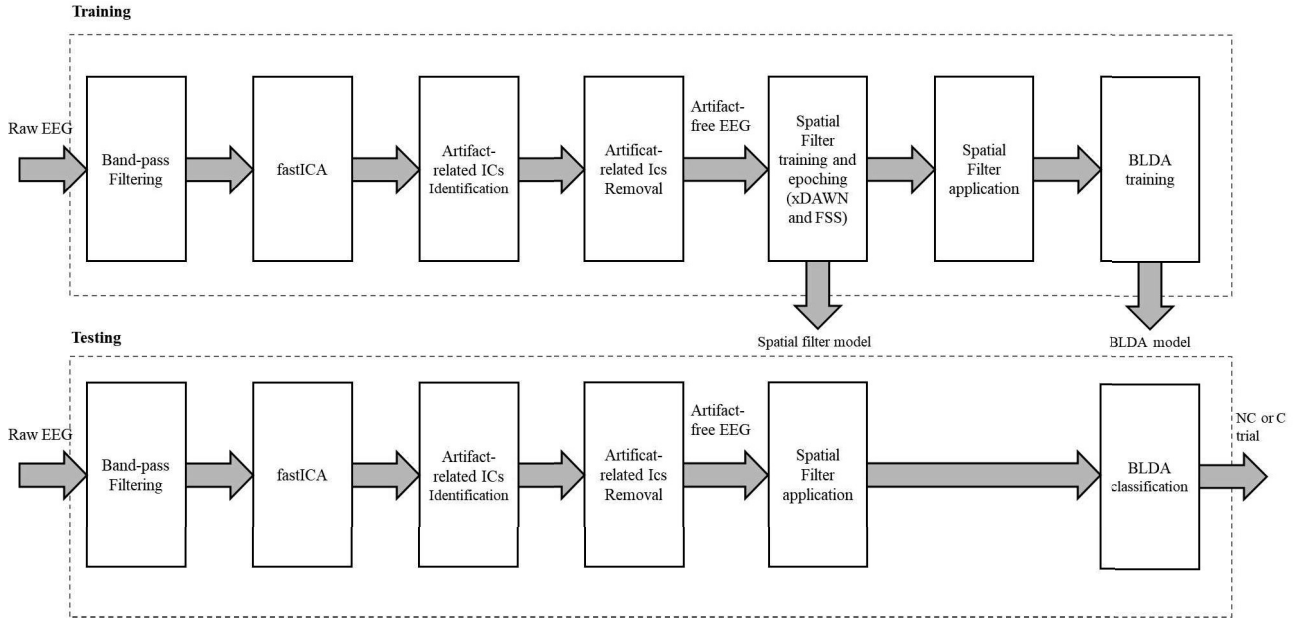 Training
Raw EEG
Band-pass
Filtering
fastICA
Artifact-
related ICs
Identification
Artificat-
related Ics
Removal
Artifact-
free EEG
Spatial
Filter
training and
epoching
(xDAWN
and FSS)
Spatial
Filter
application
BLDA
training
Spatial filter model
BLDA model
Testing
Raw EEG
Band-pass
Filtering
fastICA
Artifact-
related ICs
Identification
Artificat-
related Ics
Removal
Artifact-
free EEG
Spatial
Filter
application
BLDA
classification
NC or C
trial